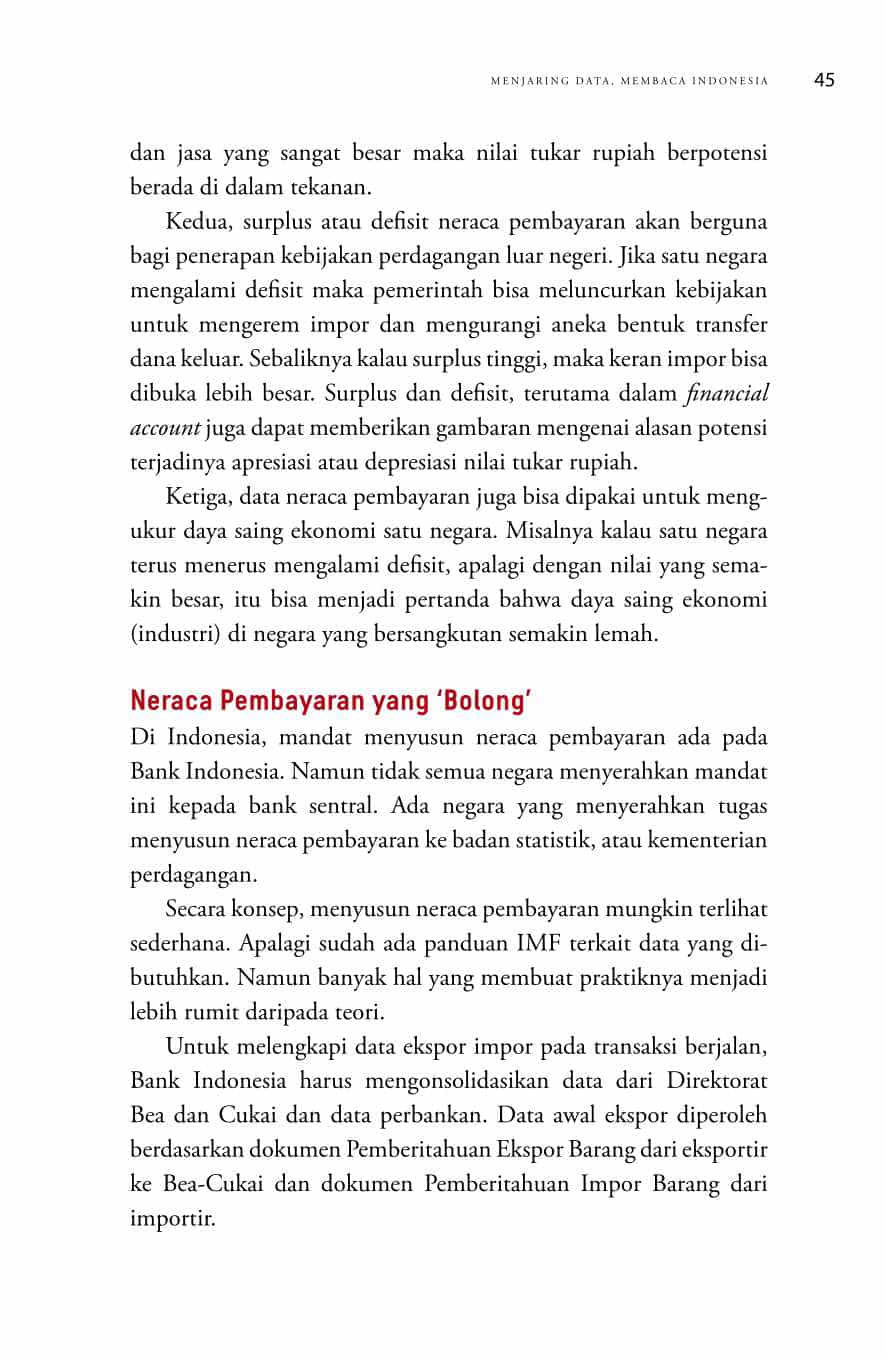 MENJARING DATA, MEMBACA INDONESIA 45
dan jasa yang sangat besar maka nilai tukar rupiah berpotensi
berada di dalam tekanan.
Kedua, surplus atau defisit neraca pembayaran akan berguna
bagi penerapan kebijakan perdagangan luar negeri. Jika satu negara
mengalami defisit maka pemerintah bisa meluncurkan kebijakan
untuk mengerem impor dan mengurangi aneka bentuk transfer
dana keluar. Sebaliknya kalau surplus tinggi, maka keran impor bisa
dibuka lebih besar. Surplus dan defisit, terutama dalam financial
account juga dapat memberikan gambaran mengenai alasan potensi
terjadinya apresiasi atau depresiasi nilai tukar rupiah.
Ketiga, data neraca pembayaran juga bisa dipakai untuk meng-
ukur daya saing ekonomi satu negara. Misalnya kalau satu negara
terus menerus mengalami defisit, apalagi dengan nilai yang sema-
kin besar, itu bisa menjadi pertanda bahwa daya saing ekonomi
(industri) di negara yang bersangkutan semakin lemah.
Neraca Pembayaran yang ‘Bolong’
Di Indonesia, mandat menyusun neraca pembayaran ada pada
Bank Indonesia. Namun tidak semua negara menyerahkan mandat
ini kepada bank sentral. Ada negara yang menyerahkan tugas
menyusun neraca pembayaran ke badan statistik, atau kementerian
perdagangan.
Secara konsep, menyusun neraca pembayaran mungkin terlihat
sederhana. Apalagi sudah ada panduan IMF terkait data yang di-
butuhkan. Namun banyak hal yang membuat praktiknya menjadi
lebih rumit daripada teori.
Untuk melengkapi data ekspor impor pada transaksi berjalan,
Bank Indonesia harus mengonsolidasikan data dari Direktorat
Bea dan Cukai dan data perbankan. Data awal ekspor diperoleh
berdasarkan dokumen Pemberitahuan Ekspor Barang dari eksportir
ke Bea-Cukai dan dokumen Pemberitahuan Impor Barang dari
importir.